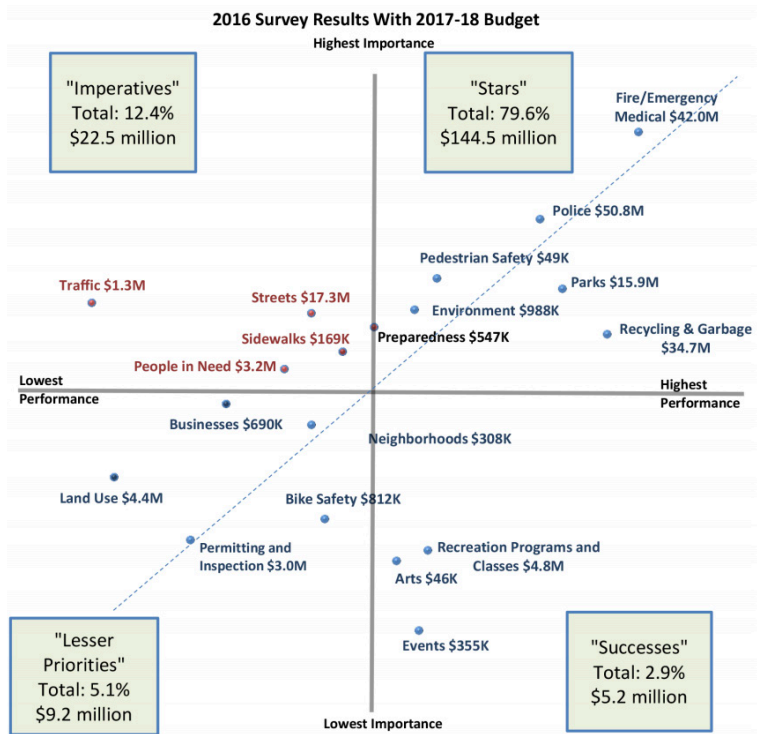 2016 Survey Results With 2017-18 Budget
Highest Importance
"Imperatives"
Total: 12.4%
$22.5 million
"Stars"
Total: 79.6%
$144.5 million
Fire/Emergency
Medical $42.0M
Police $50.8M
Pedestrian Safety $49K
Parks $15.9M
Traffic $1.3M
Streets $17.3M
Environment $988K
Sidewalks $169K
Preparedness $547K
Recycling & Garbage
$34.7M
People in Need $3.2M
Lowest
Performance
Highest
Performance
Businesses $690K
Neighborhoods $308K
Land Use $4.4M
Bike Safety $812K
Permitting and
Inspection $3.0M
Recreation Programs and
Classes $4.8M
Arts $46K
Events $355K
"Lesser
Priorities"
Total: 5.1%
$9.2 million
"Successes"
Total: 2.9%
$5.2 million
Lowest Importance